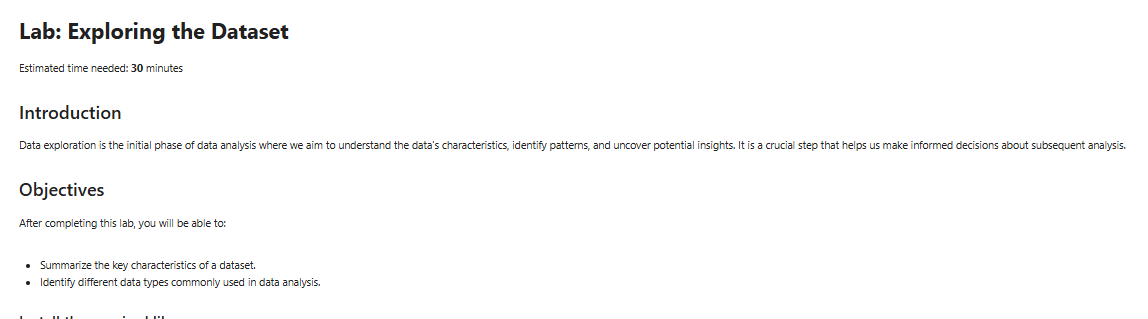 Lab: Exploring the Dataset
Estimated time needed: 30 minutes
Introduction
Data exploration is the initial phase of data analysis where we aim to understand the data's characteristics, identify patterns, and uncover potential insights. It is a crucial step that helps us make informed decisions about subsequent analysis.
Objectives
After completing this lab, you will be able to:
• Summarize the key characteristics of a dataset.
• Identify different data types commonly used in data analysis.